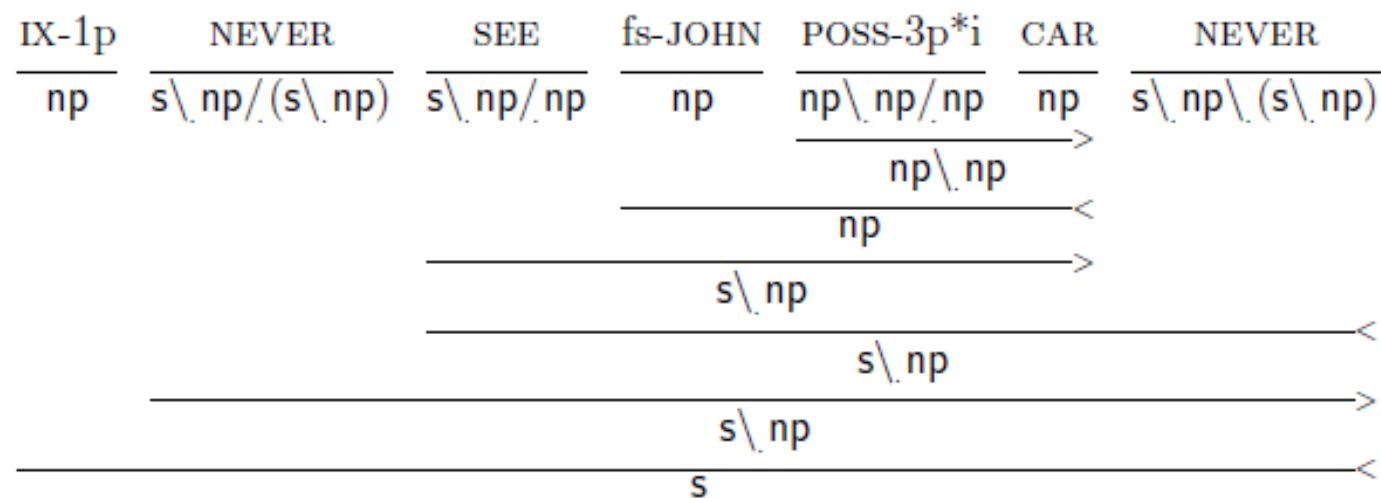 IX-1p NEVER SEE fs-JOHN POSS-3p*i CAR NEVER
np s\.np/.(s\.np) s\.np/.np np np\.np/.np np s\.np\.(s\.np)
>
np\.np
<
np
>
s\.np
<
s\.np
>
s\.np
<
s